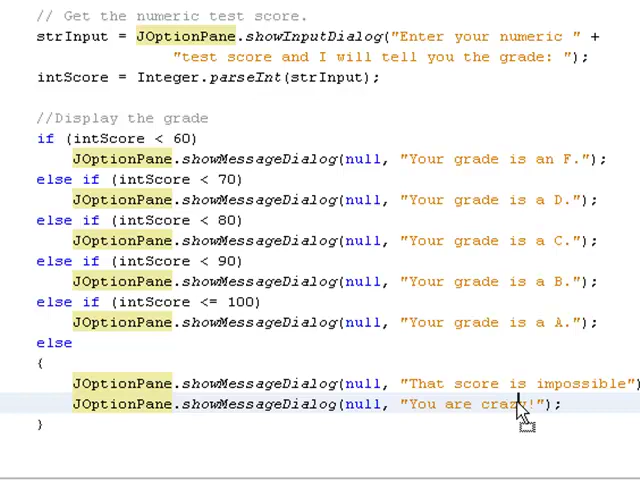 // Get the numeric test score.
strInput = JOptionPane.showInputDialog("Enter your numeric " +
"test score and I will tell you the grade: ");
intScore = Integer.parseInt(strInput);
//Display the grade
if (intScore < 60)
JOptionPane.showMessageDialog(null, "Your grade is an F.");
else if (intScore < 70)
JOptionPane.showMessageDialog(null, "Your grade is a D.");
else if (intScore < 80)
JOptionPane.showMessageDialog(null, "Your grade is a C.");
else if (intScore < 90)
JOptionPane.showMessageDialog(null, "Your grade is a B.");
else if (intScore <= 100)
JOptionPane.showMessageDialog(null, "Your grade is a A.");
else
{
JOptionPane.showMessageDialog(null, "That score is impossible")
JOptionPane.showMessageDialog(null, "You are crazy!");
}